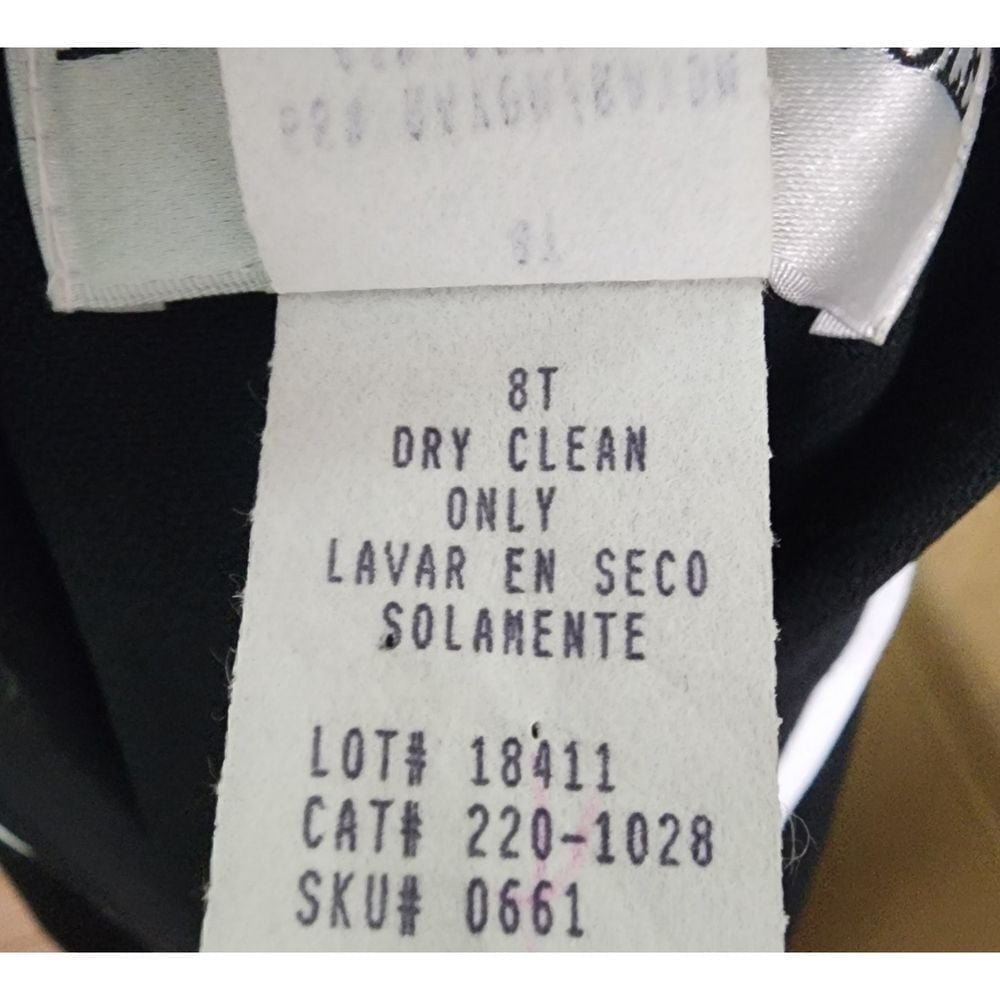 8T
DRY CLEAN
ONLY
LAVAR EN SECO
SOLAMENTE
LOT# 18411
CAT# 220-1028
SKU# 0661